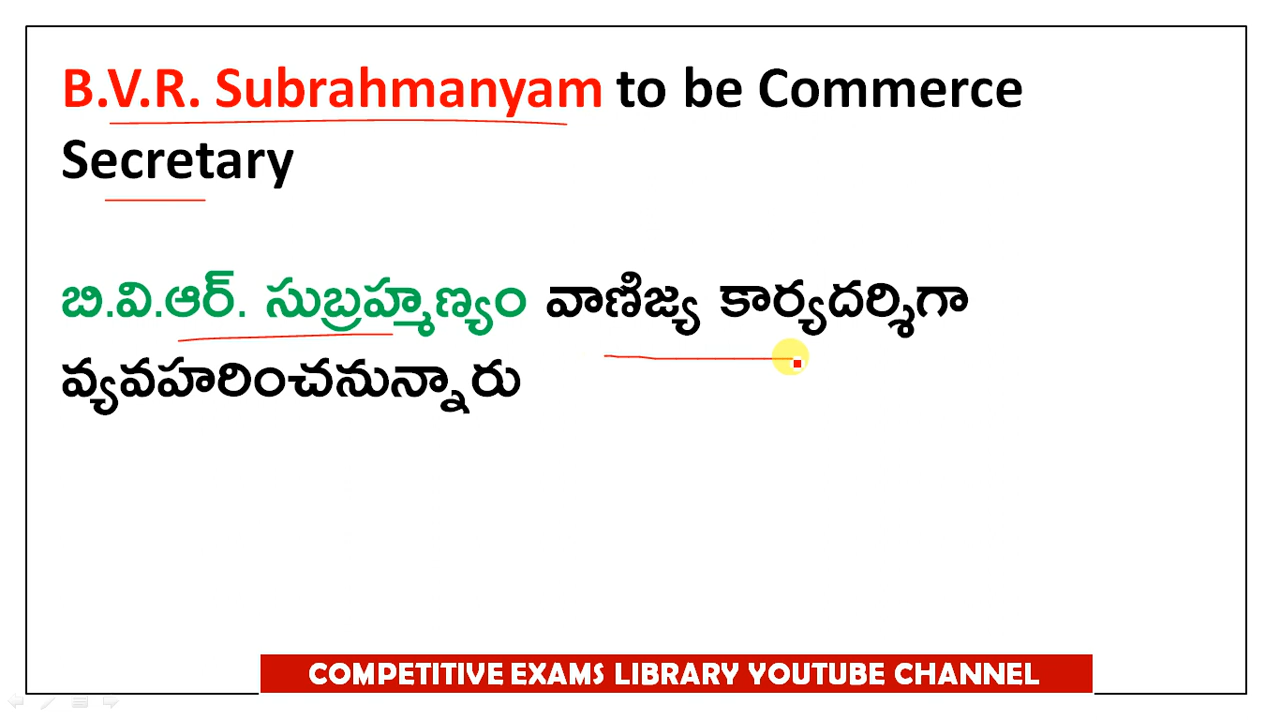 B.V.R. Subrahmanyam to be Commerce
Secretary
బి.వి.ఆర్. సుబ్రహ్మణ్యం వాణిజ్య కార్యదర్శిగా
వ్యవహరించనున్నారు
COMPETITIVE EXAMS LIBRARY YOUTUBE CHANNEL